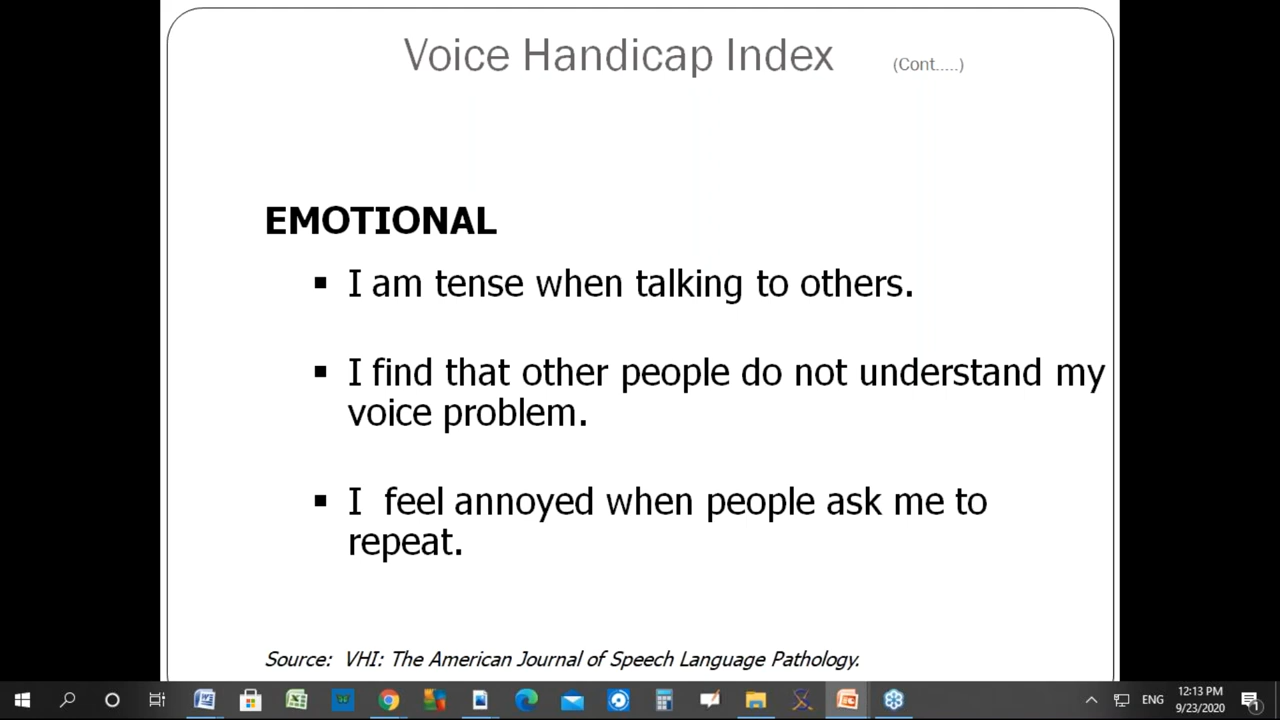 Voice Handicap Index (Cont.....)
EMOTIONAL
▪ I am tense when talking to others.
▪ I find that other people do not understand my
voice problem.
▪ I  feel annoyed when people ask me to
repeat.
Source:  VHI: The American Journal of Speech Language Pathology.
12:13 PM
ENG
9/23/2020
1